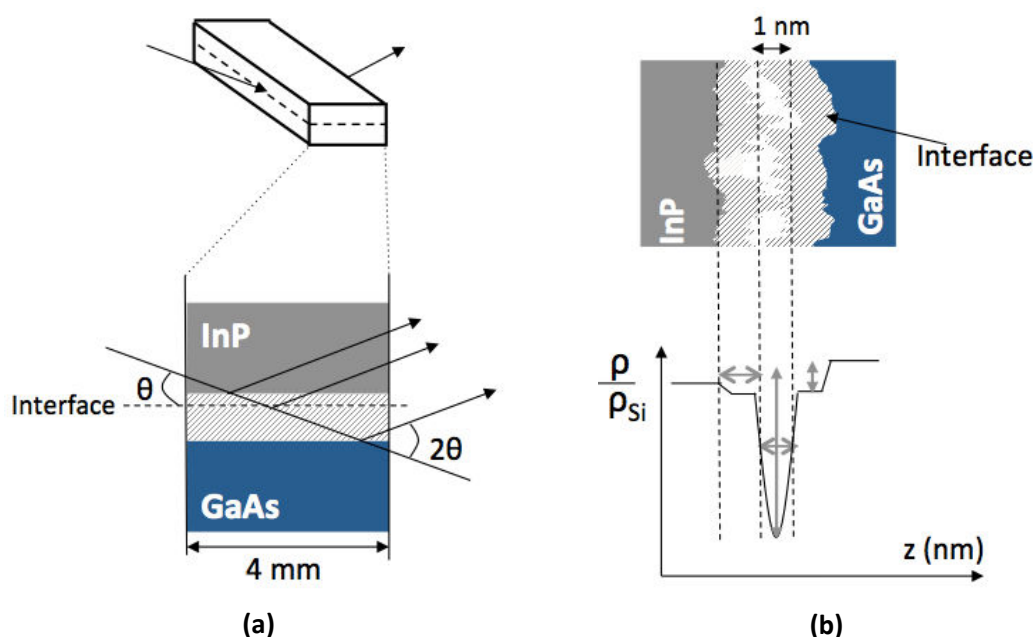 InP
θ
Interface
2θ
GaAs
4 mm
(a)
1 nm
InP
GaAs
Interface
ρ
ρSi
z (nm)
(b)